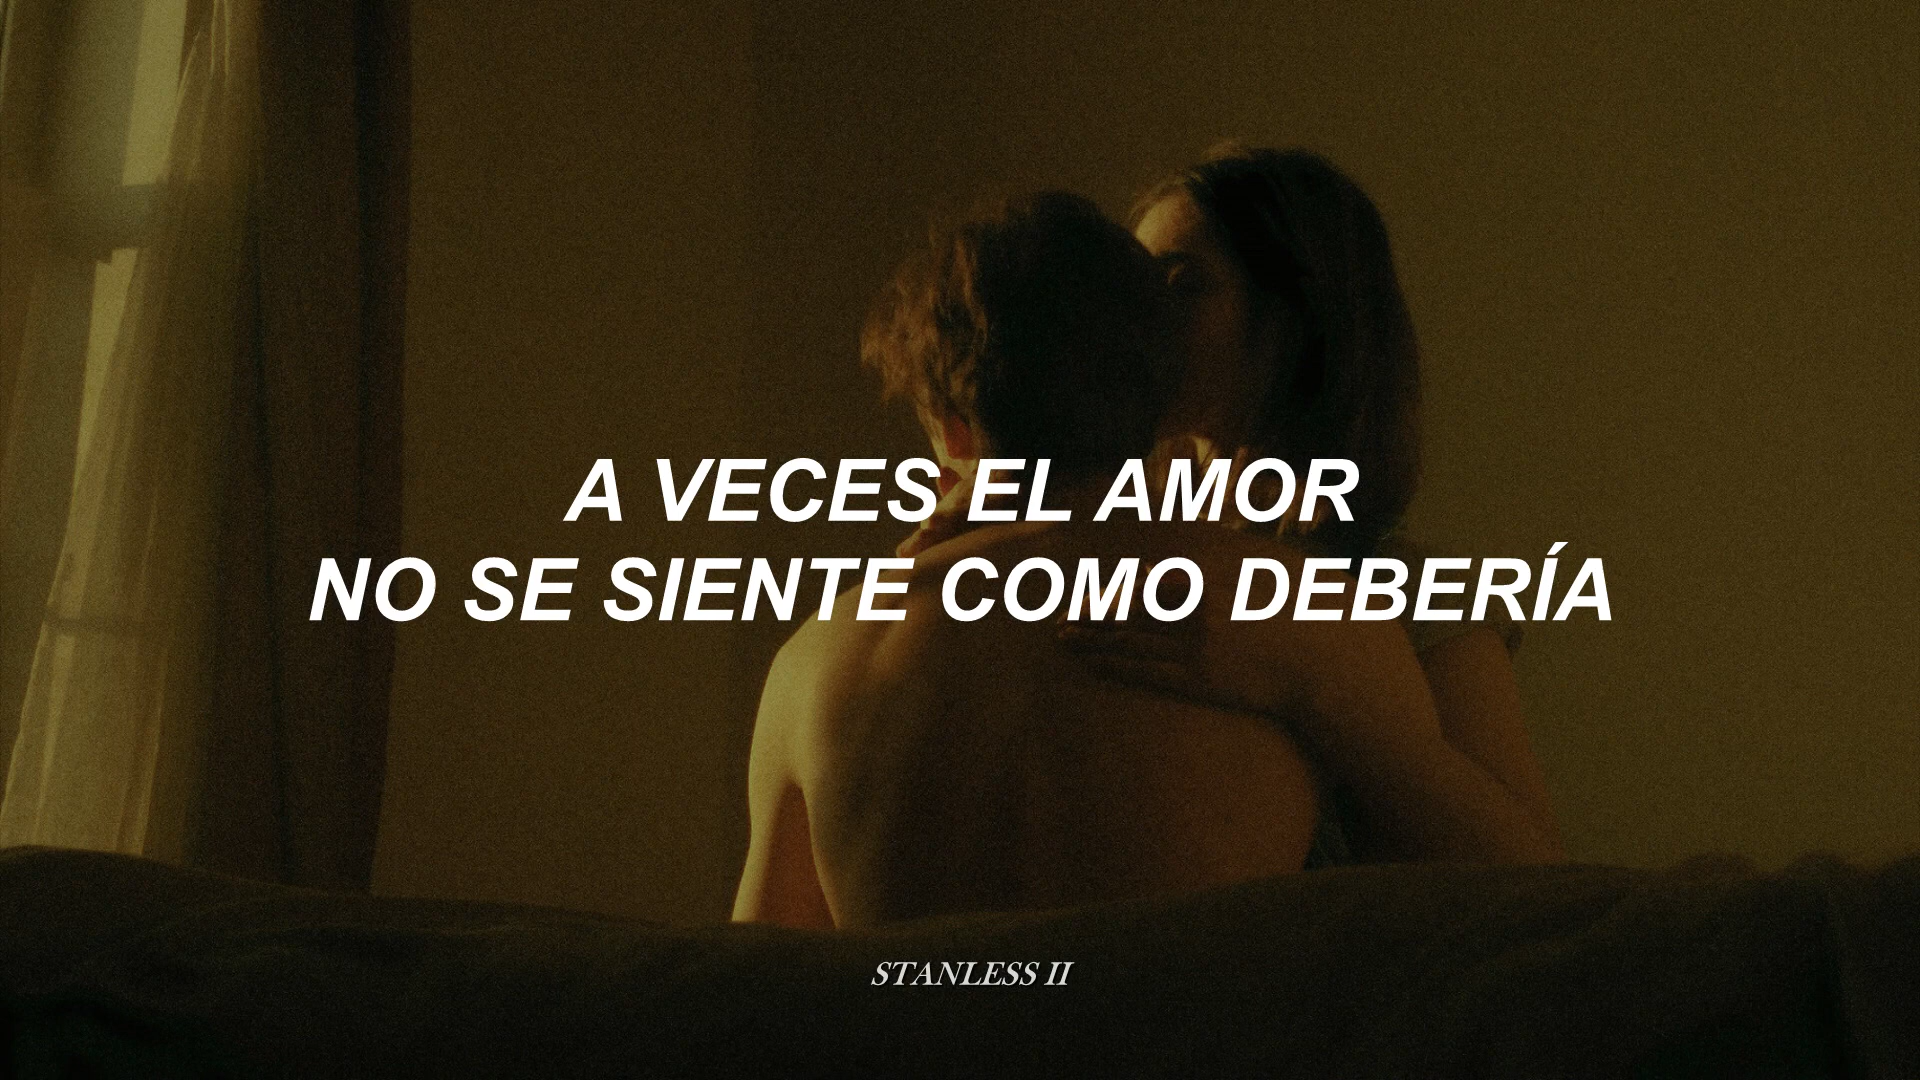 A VECES EL AMOR
NO SE SIENTE COMO DEBERÍA
STANLESS II